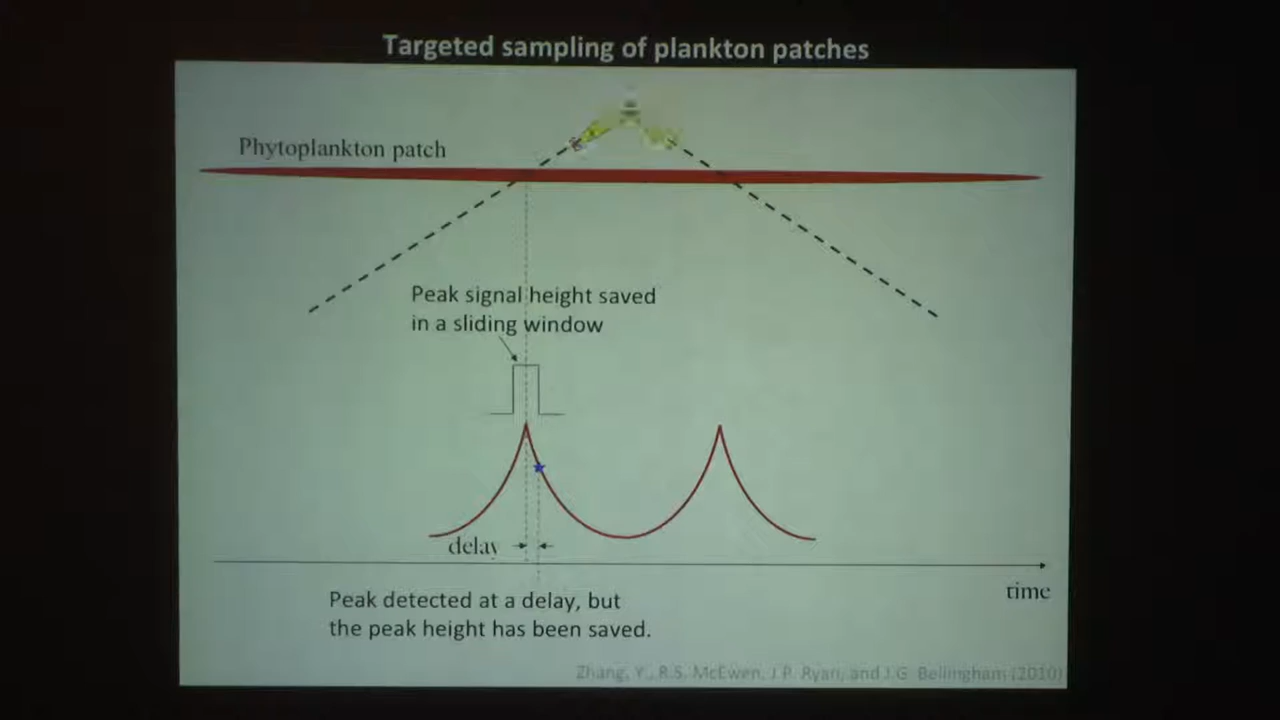 Targeted sampling of plankton patches
Phytoplankton patch
Peak signal height saved
in a sliding window
delay
time
Peak detected at a delay, but
the peak height has been saved.
Zhang, Y., R.S. McEwen, J.P. Ryan, and J.G. Bellingham (2010)